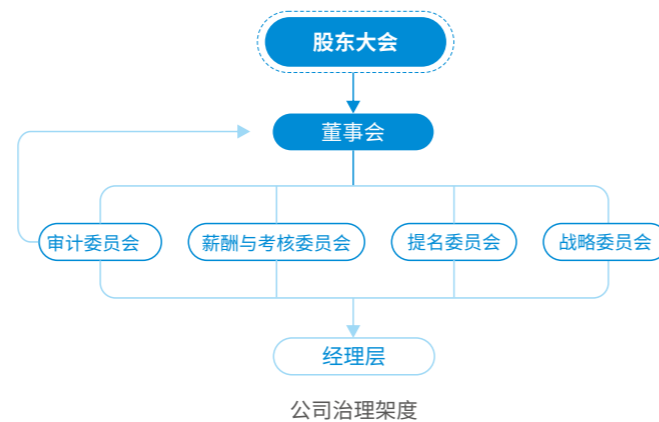 股东大会
董事会
审计委员会
薪酬与考核委员会
提名委员会
战略委员会
经理层
公司治理架度